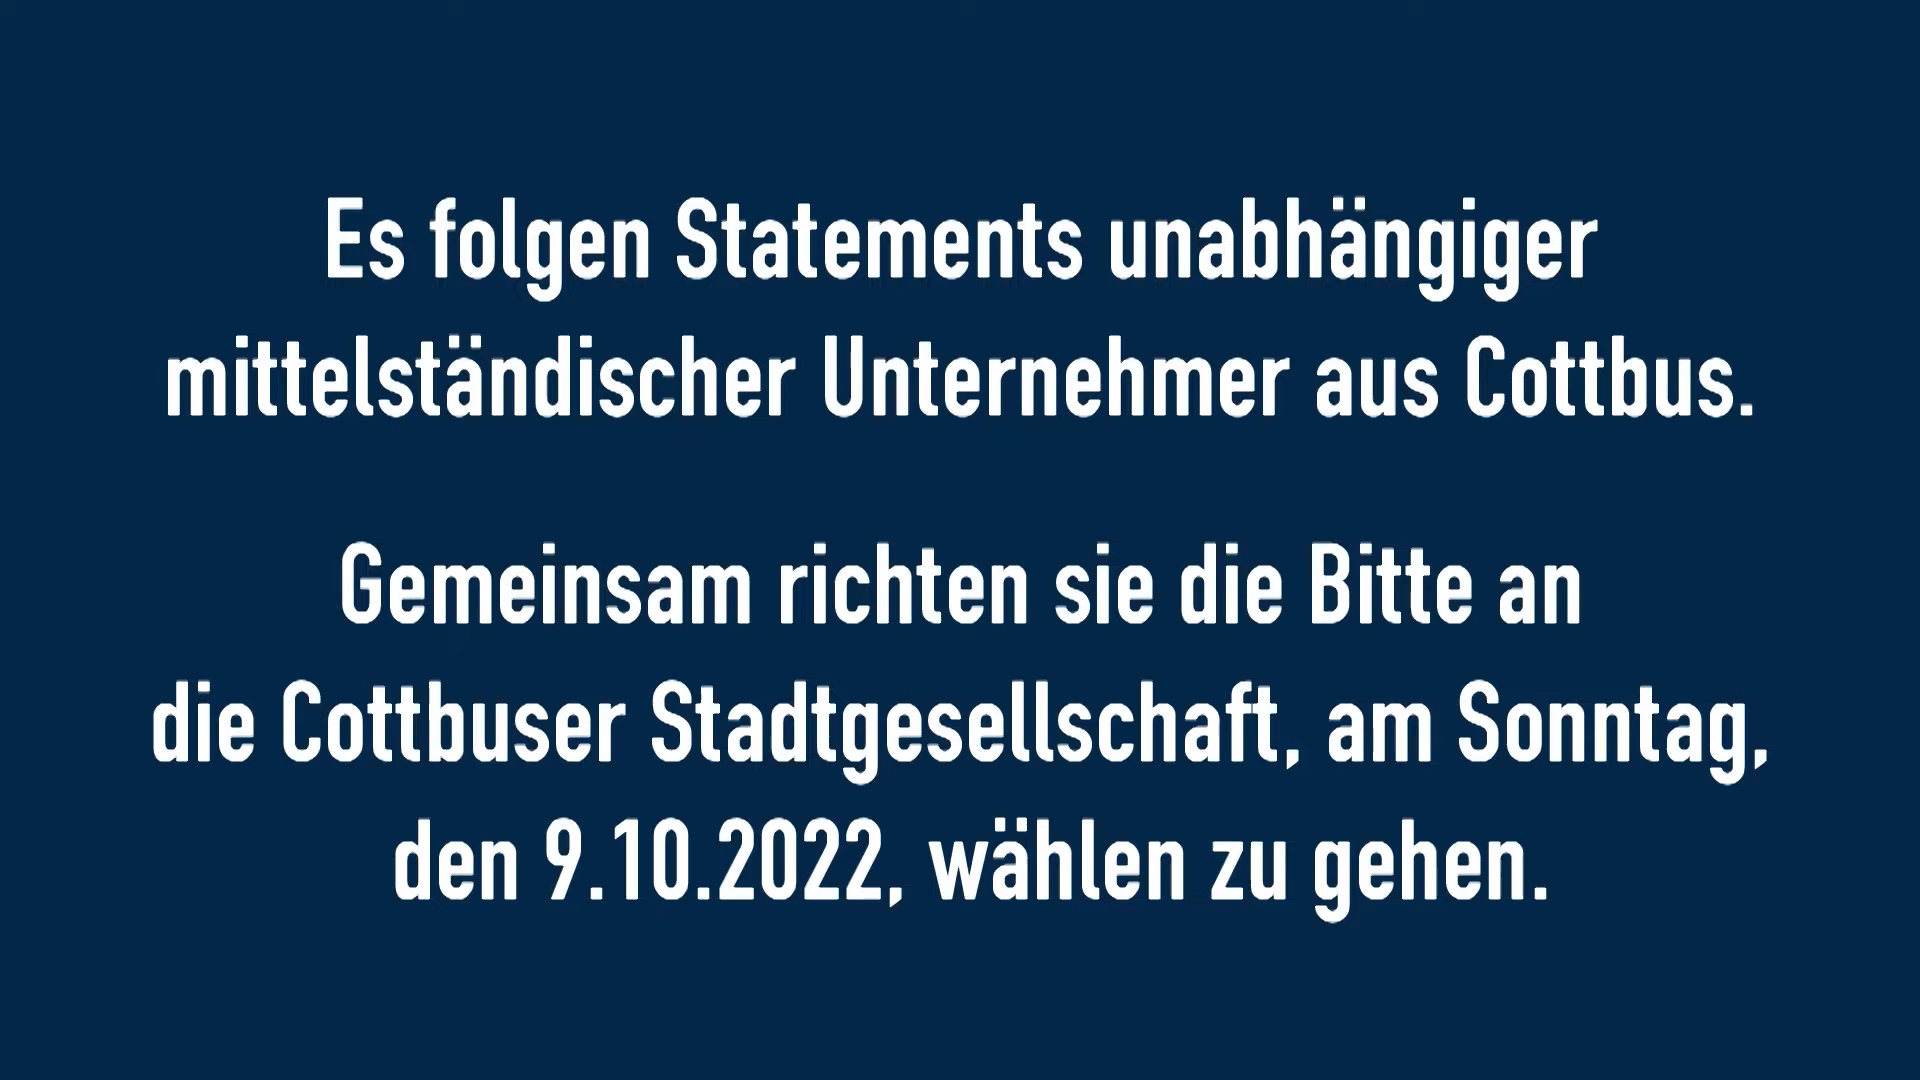 Es folgen Statements unabhängiger
mittelständischer Unternehmer aus Cottbus.
Gemeinsam richten sie die Bitte an
die Cottbuser Stadtgesellschaft, am Sonntag,
den 9.10.2022, wählen zu gehen.